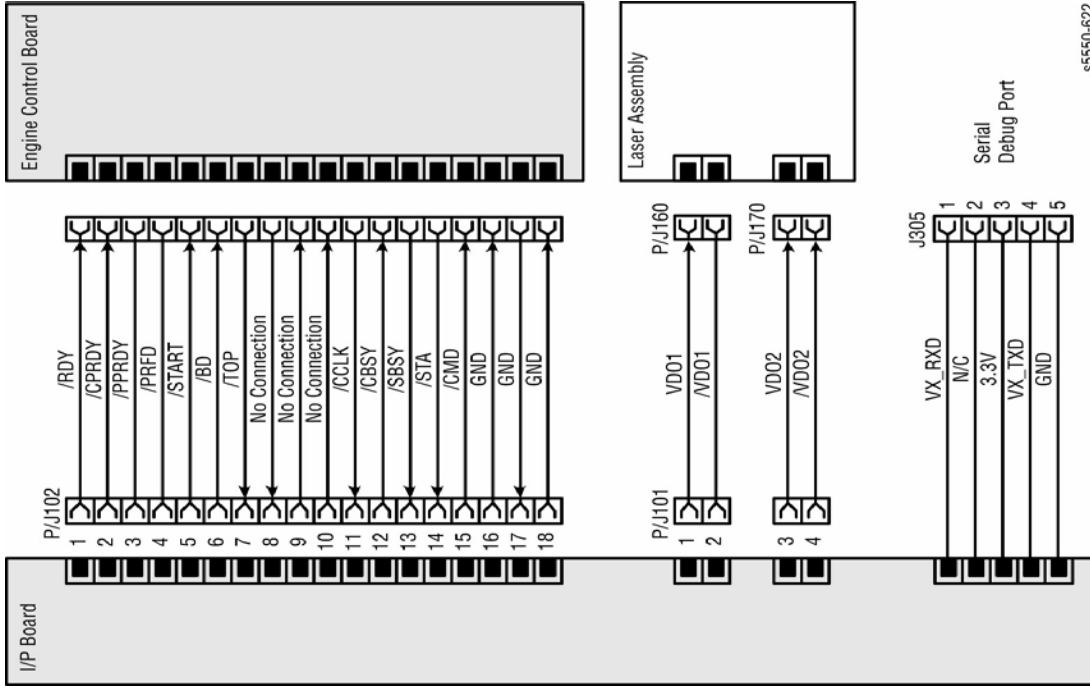 Engine Control Board
/RDY
/CPRDY
/PPRDY
/PRFD
/START
/BD
/TOP
No Connection
No Connection
No Connection
/CCLK
/CBSY
/SBSY
/STA
/CMD
GND
GND
GND
P/J102
1
2
3
4
5
6
7
8
9
10
11
12
13
14
15
16
17
18
I/P Board
Laser Assembly
P/J160
P/J170
VDO1
/VDO1
VDO2
/VDO2
P/J101
1
2
3
4
Serial
Debug Port
J305
1
2
3
4
5
VX_RXD
N/C
3.3V
VX_TXD
GND
s5550-622